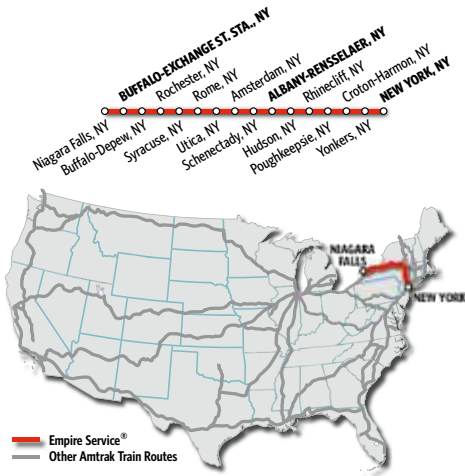 Niagara Falls, NY
BUFFALO-EXCHANGE ST. STA., NY
Buffalo-Depew, NY
Rochester, NY
Syracuse, NY
Rome, NY
Utica, NY
Amsterdam, NY
Schenectady, NY
ALBANY-RENSSELAER, NY
Hudson, NY
Rhinecliff, NY
Poughkeepsie, NY
Croton-Harmon, NY
Yonkers, NY
NEW YORK, NY
NIAGARA
FALLS
NEW YORK
Empire Service®
Other Amtrak Train Routes